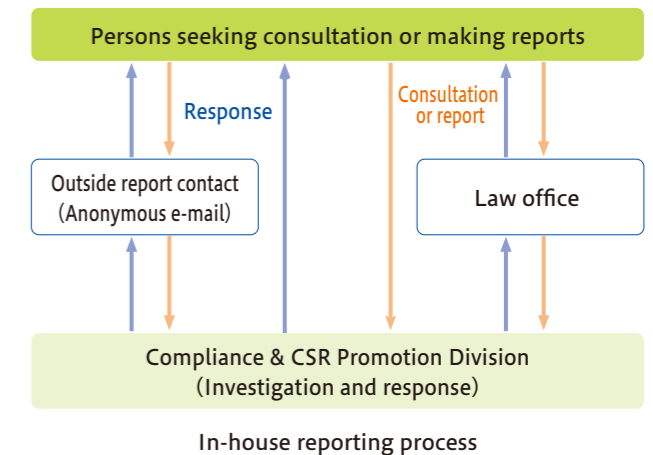 Persons seeking consultation or making reports
Response
Consultation
or report
Outside report contact
(Anonymous e-mail)
Law office
Compliance & CSR Promotion Division
(Investigation and response)
In-house reporting process